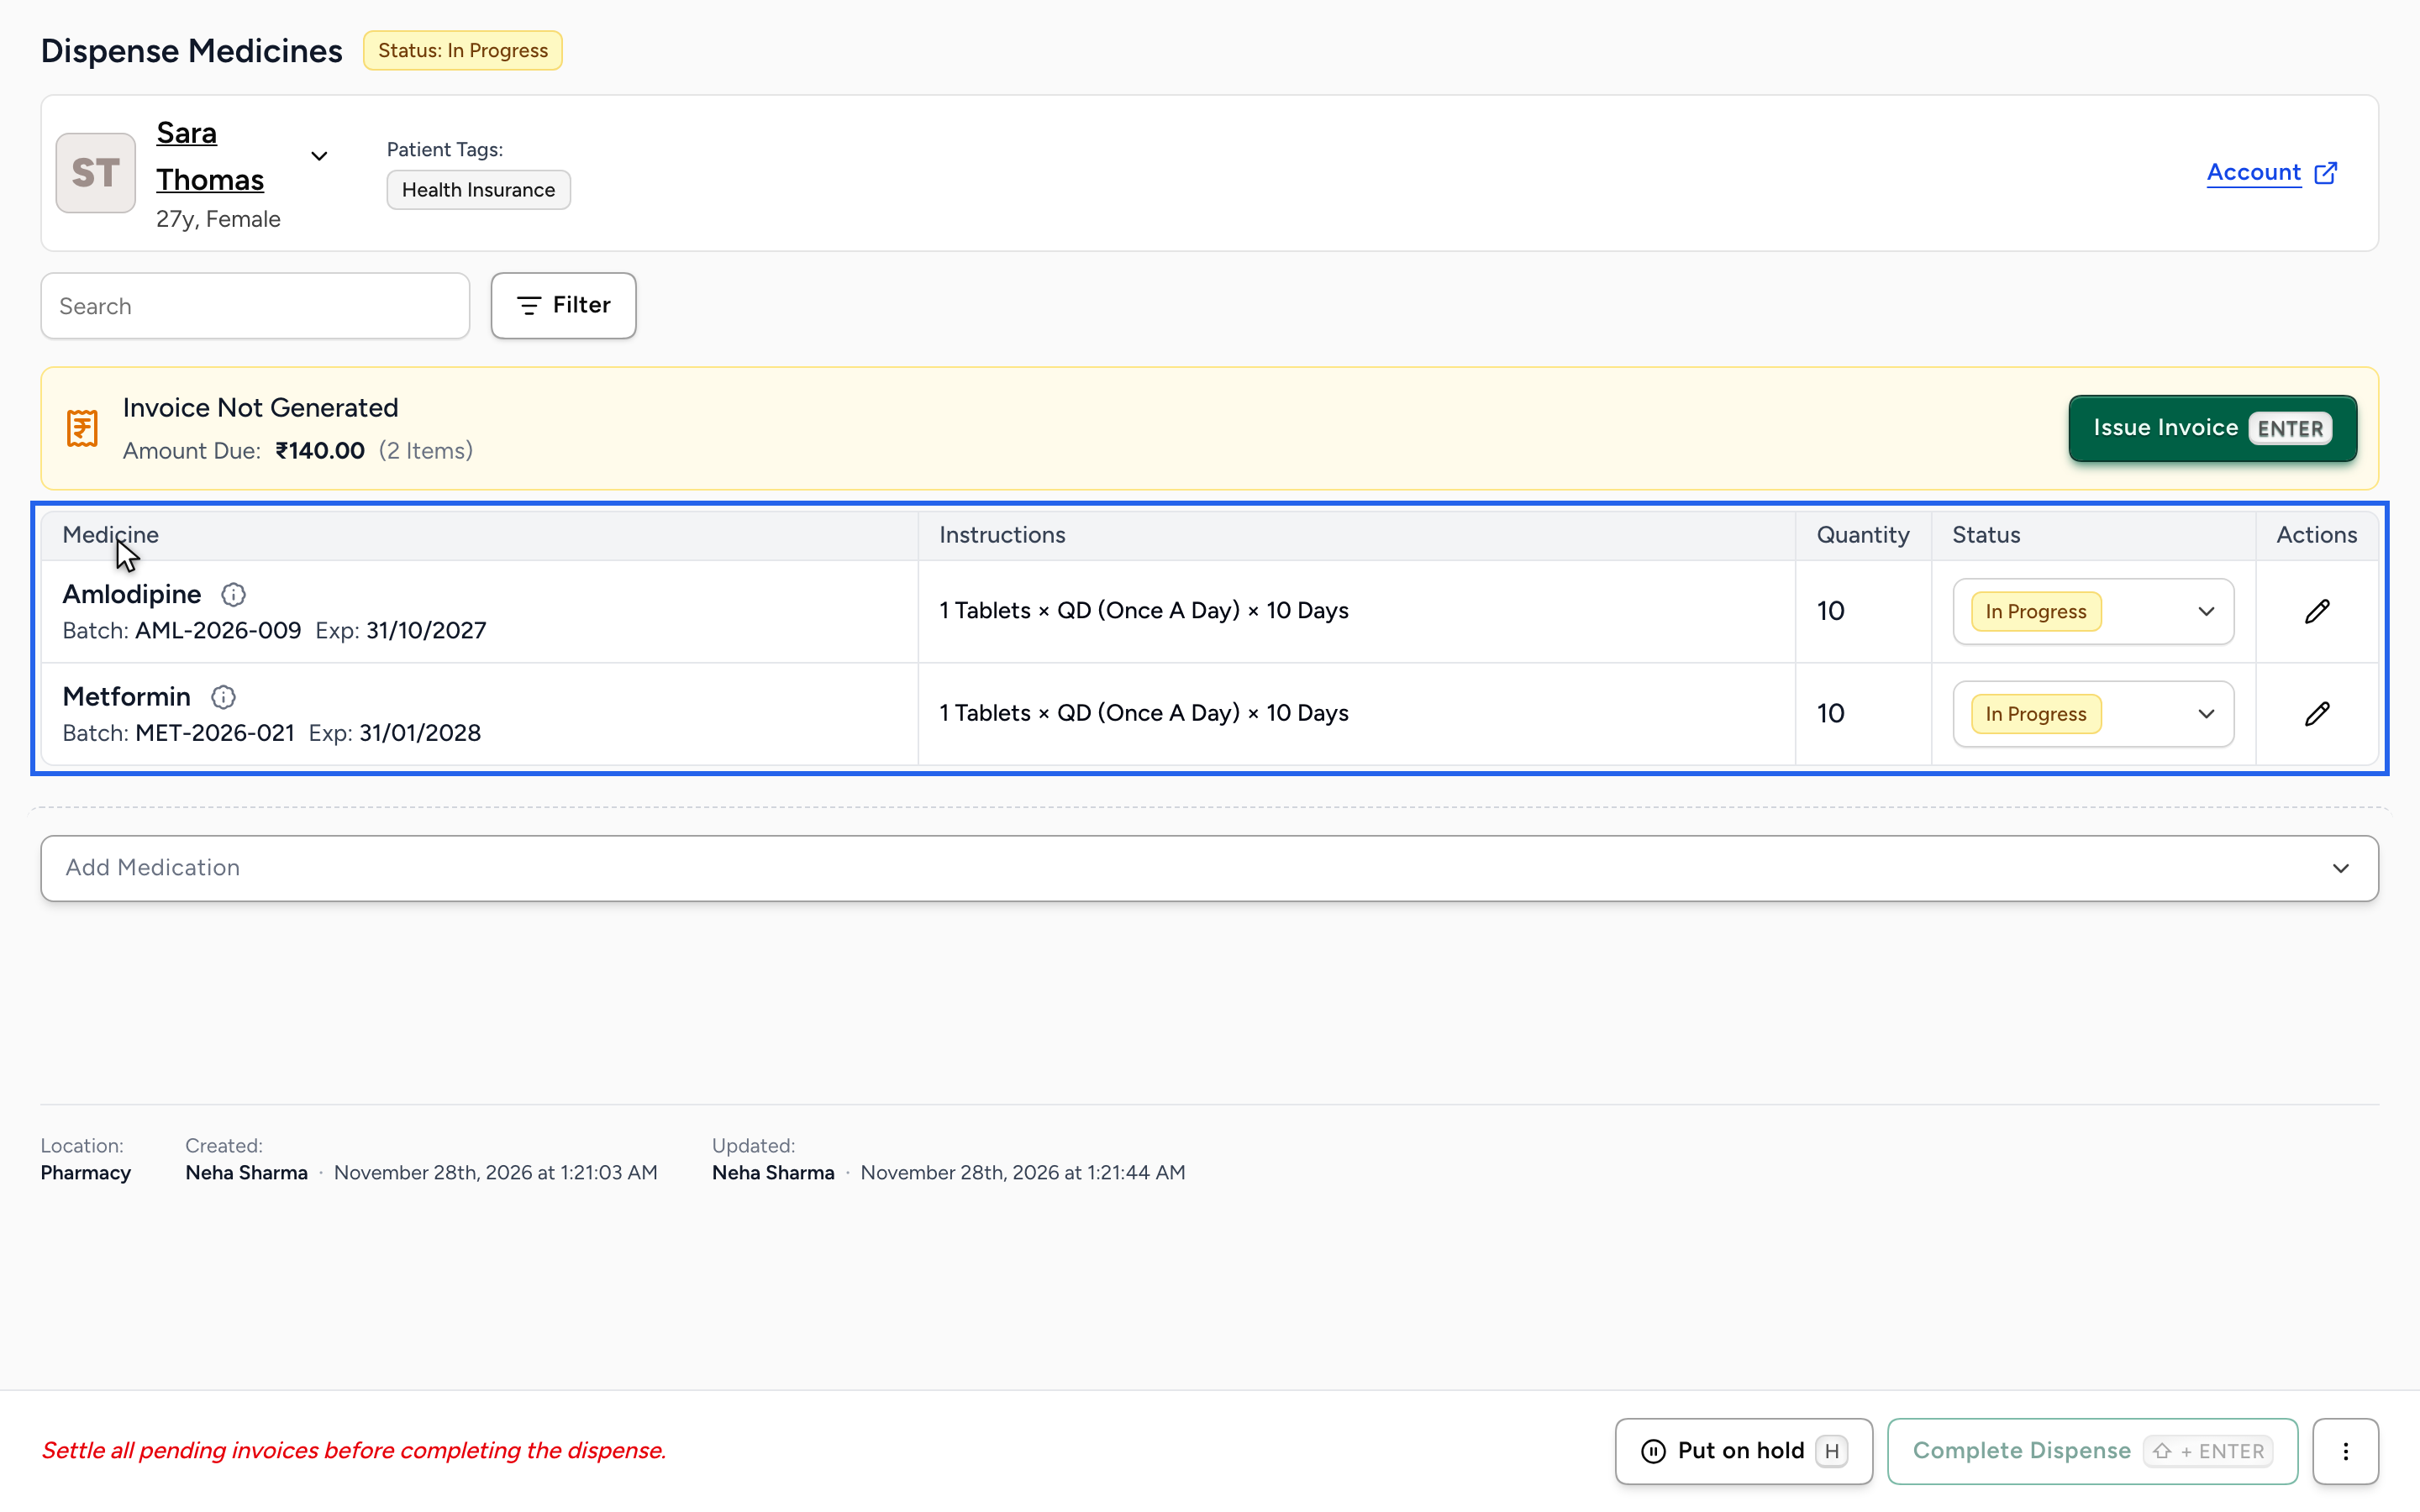 Dispense Medicines Status: In Progress
ST
Sara
Thomas
27y, Female
Patient Tags:
Health Insurance
Account
Search
Filter
Invoice Not Generated
Amount Due: ₹140.00 (2 Items)
Issue Invoice ENTER
Medicine Instructions Quantity Status Actions
Amlodipine
Batch: AML-2026-009 Exp: 31/10/2027
1 Tablets × QD (Once A Day) × 10 Days
10
In Progress
Metformin
Batch: MET-2026-021 Exp: 31/01/2028
1 Tablets × QD (Once A Day) × 10 Days
10
In Progress
Add Medication
Location:
Pharmacy
Created:
Neha Sharma · November 28th, 2026 at 1:21:03 AM
Updated:
Neha Sharma · November 28th, 2026 at 1:21:44 AM
Settle all pending invoices before completing the dispense.
Put on hold H
Complete Dispense ⇧ + ENTER